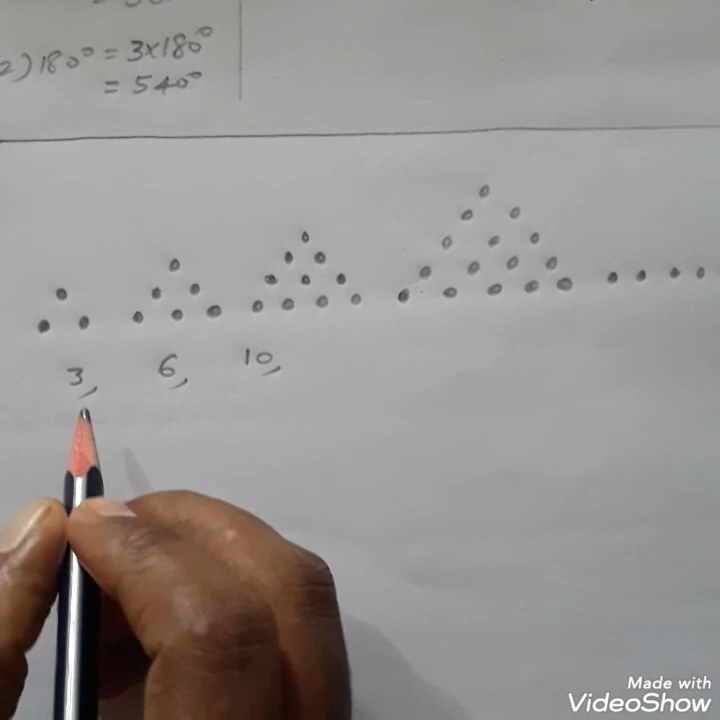 2) 180° = 3x180°
= 540°
3, 6, 10,
Made with
VideoShow